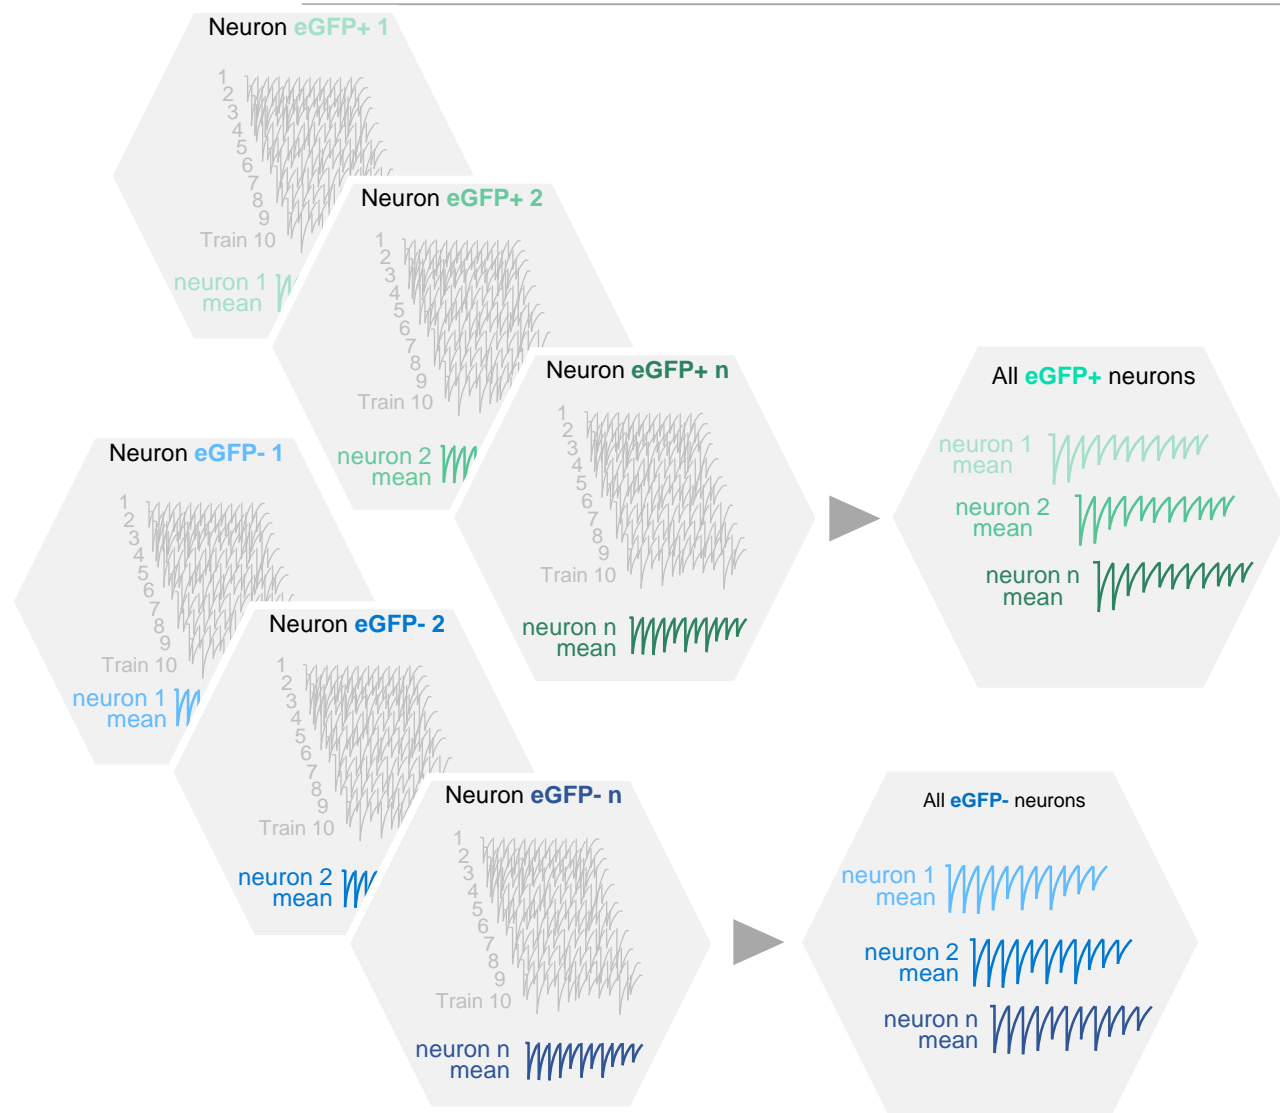 Neuron eGFP+ 1
1
2
3
4
5
6
7
8
9
Train 10
neuron 1
mean
Neuron eGFP+ 2
1
2
3
4
5
6
7
8
9
Train 10
neuron 2
mean
Neuron eGFP+ n
1
2
3
4
5
6
7
8
9
Train 10
neuron n
mean
All eGFP+ neurons
neuron 1
mean
neuron 2
mean
neuron n
mean
Neuron eGFP- 1
1
2
3
4
5
6
7
8
9
Train 10
neuron 1
mean
Neuron eGFP- 2
1
2
3
4
5
6
7
8
9
Train 10
neuron 2
mean
Neuron eGFP- n
1
2
3
4
5
6
7
8
9
Train 10
neuron n
mean
All eGFP- neurons
neuron 1
mean
neuron 2
mean
neuron n
mean